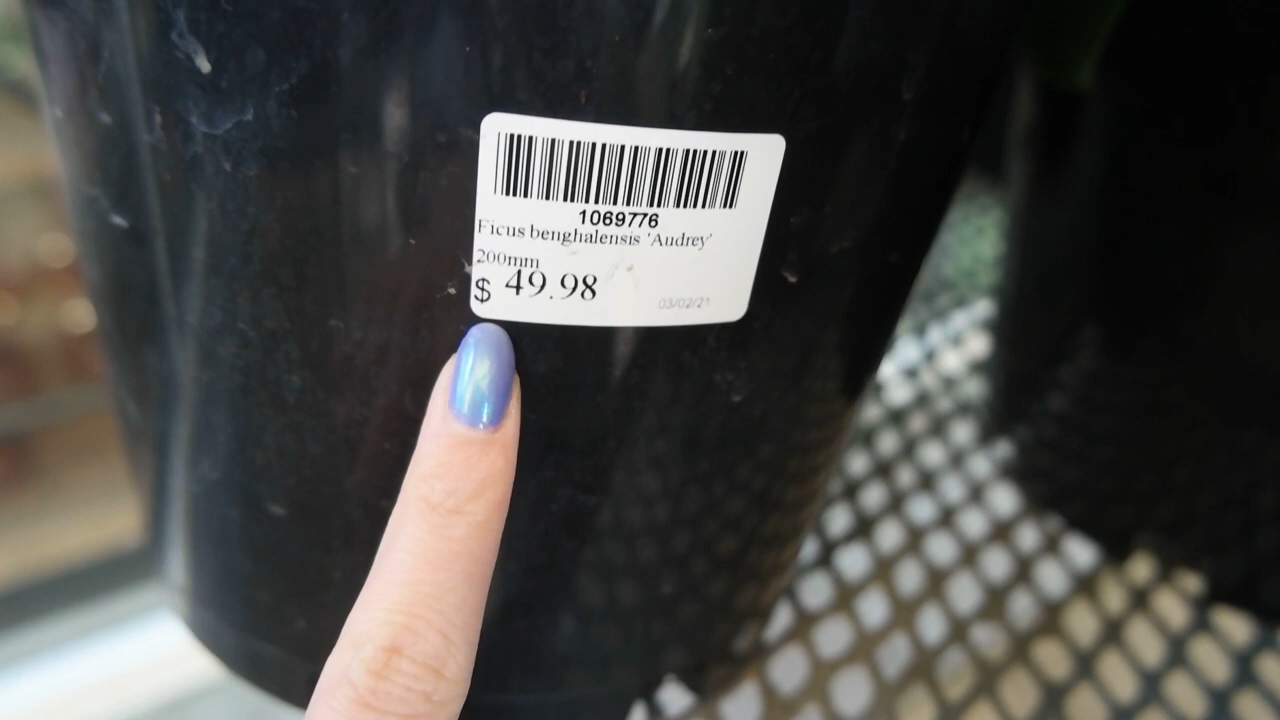 1069776
Ficus benghalensis 'Audrey'
200mm
$ 49.98
03/02/21